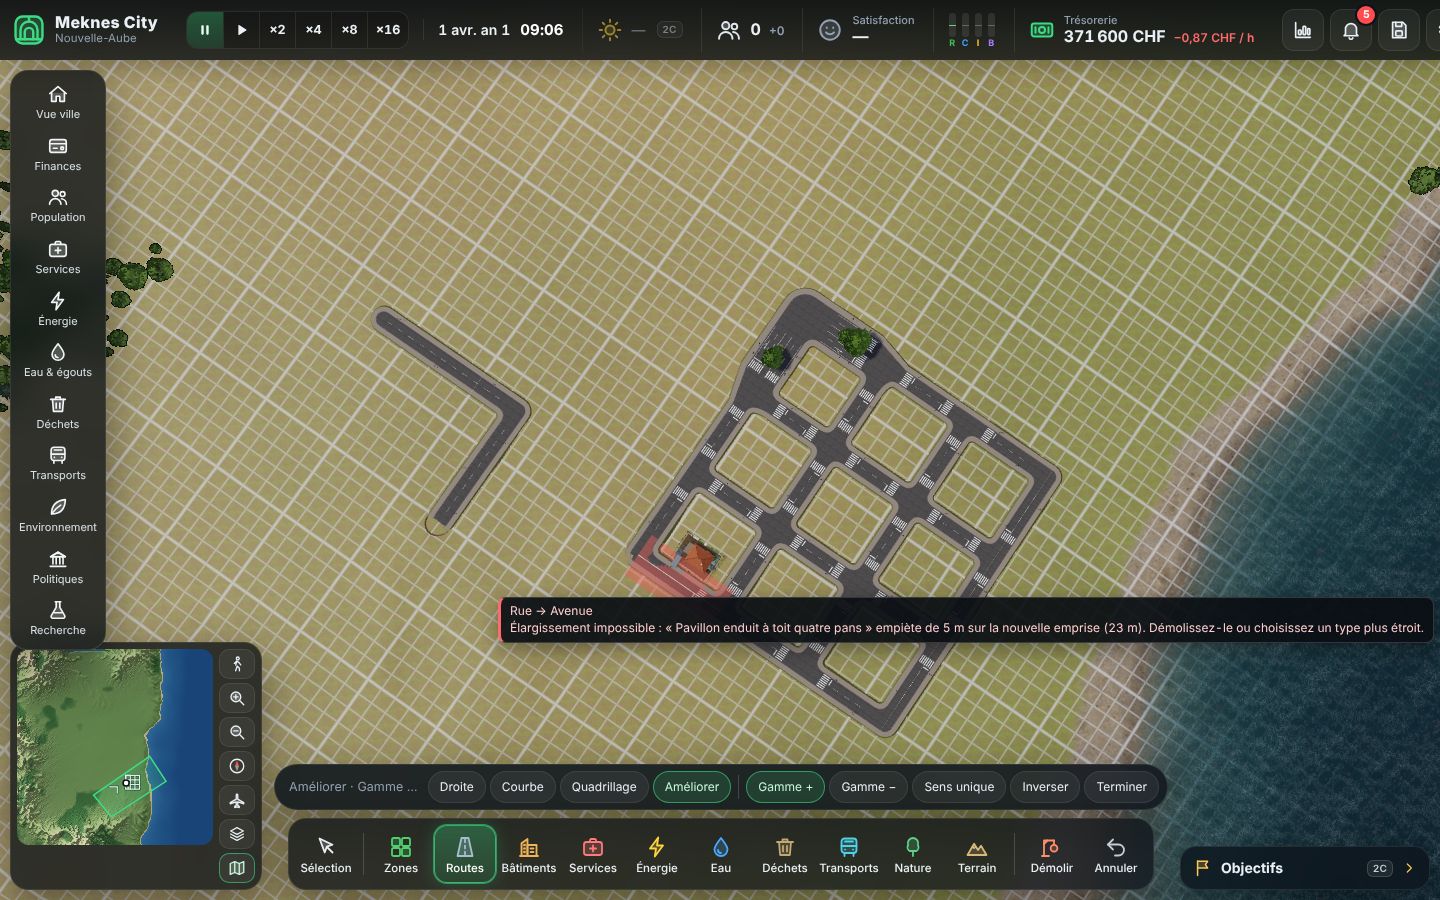 Meknes City
Nouvelle-Aube
×2
×4
×8
×16
1 avr. an 1 09:06
—
2C
0 +0
Satisfaction
—
R C I B
Trésorerie
371 600 CHF −0,87 CHF / h
5
Vue ville
Finances
Population
Services
Énergie
Eau & égouts
Déchets
Transports
Environnement
Politiques
Recherche
Rue → Avenue
Élargissement impossible : « Pavillon enduit à toit quatre pans » empiète de 5 m sur la nouvelle emprise (23 m). Démolissez-le ou choisissez un type plus étroit.
Améliorer · Gamme ...
Droite
Courbe
Quadrillage
Améliorer
Gamme +
Gamme −
Sens unique
Inverser
Terminer
Sélection
Zones
Routes
Bâtiments
Services
Énergie
Eau
Déchets
Transports
Nature
Terrain
Démolir
Annuler
Objectifs
2C